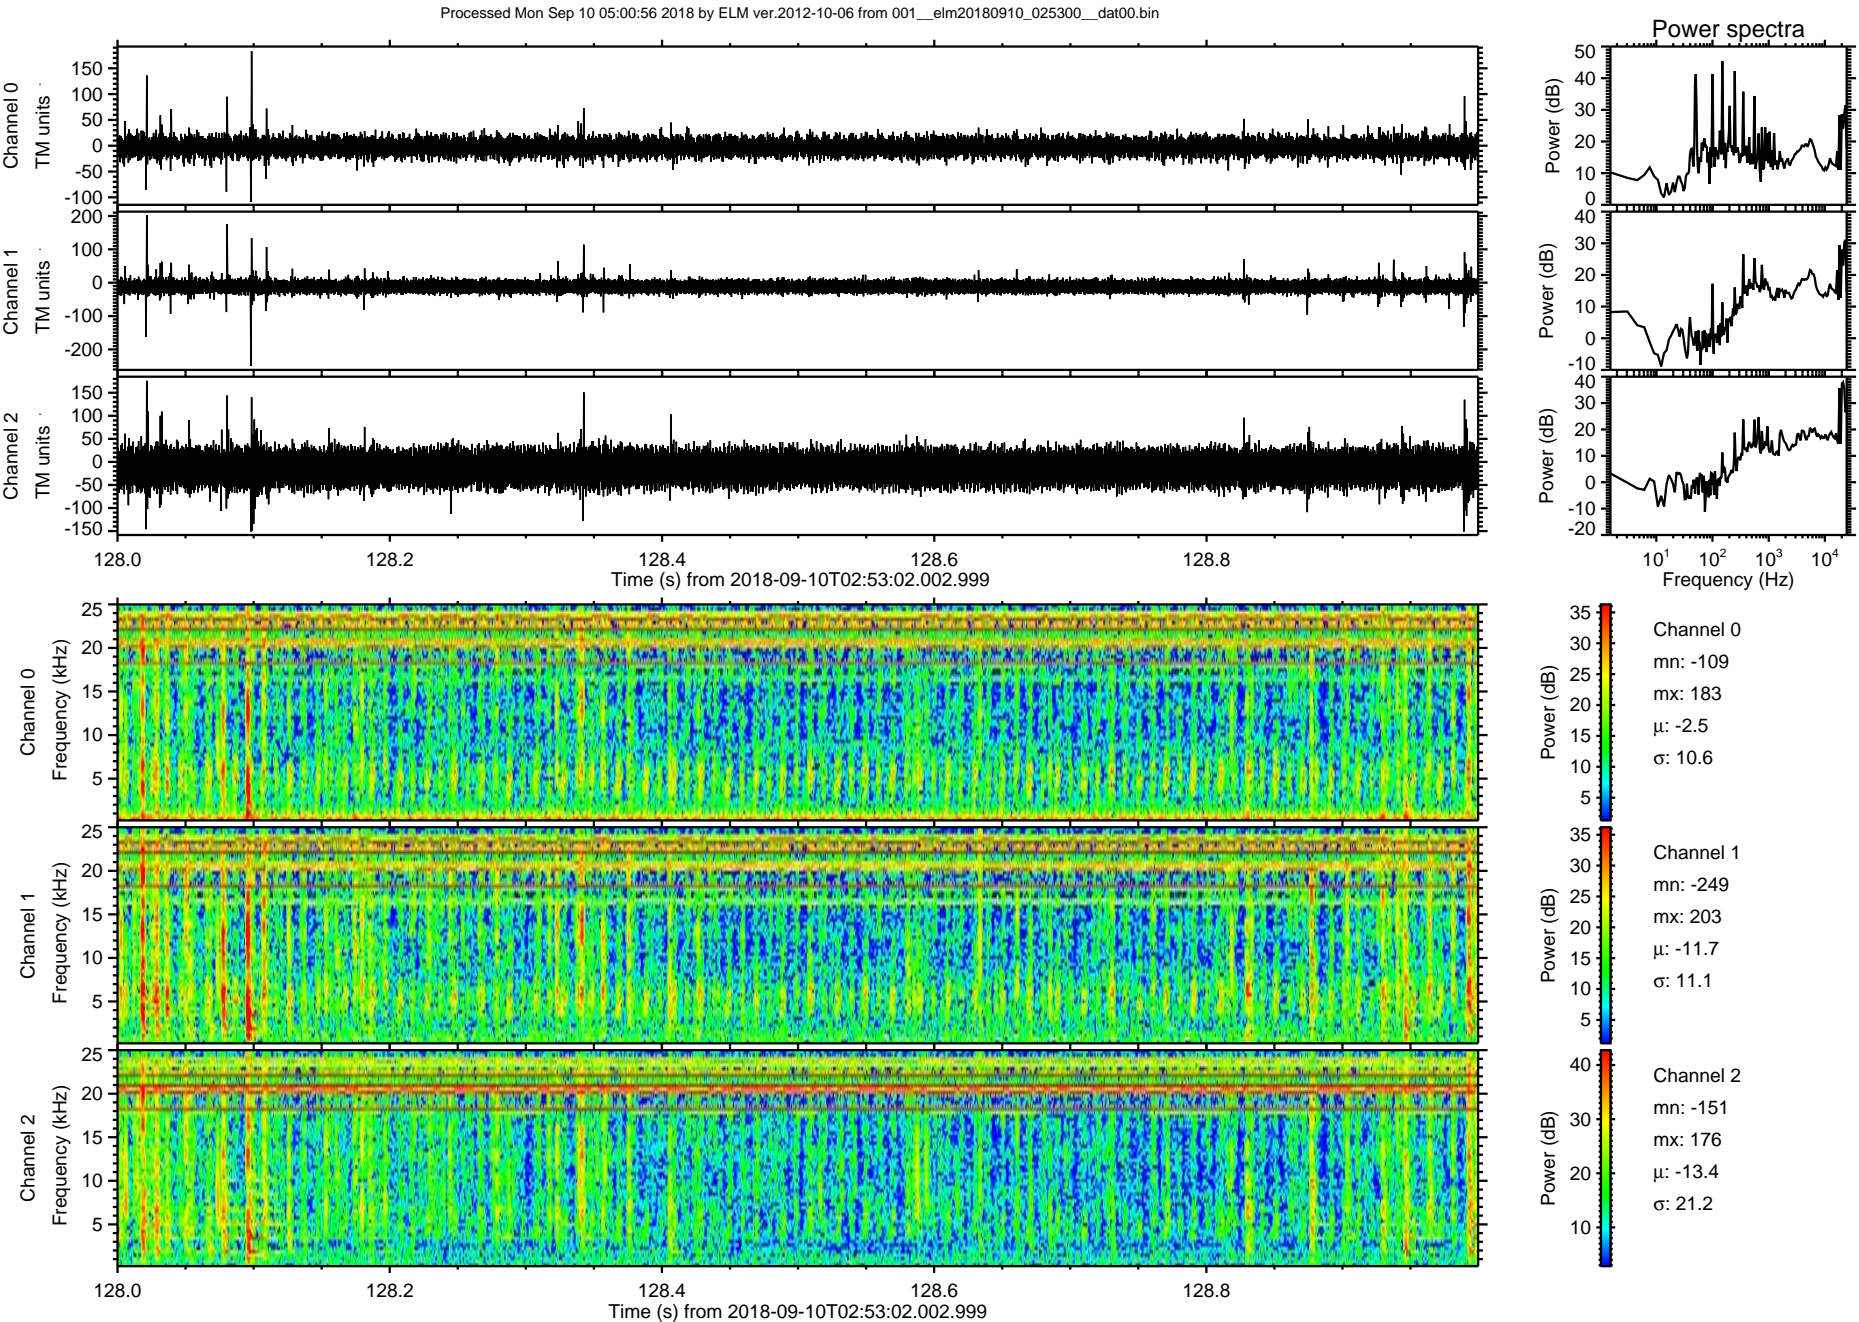 Processed Mon Sep 10 05:00:56 2018 by ELM ver.2012-10-06 from 001__elm20180910_025300__dat00.bin
Power spectra
Channel 0
TM units
150
100
50
0
-50
-100
Power (dB)
50
40
30
20
10
0
Channel 1
TM units
200
100
0
-100
-200
Power (dB)
40
30
20
10
0
-10
Channel 2
TM units
150
100
50
0
-50
-100
-150
Power (dB)
40
30
20
10
0
-10
-20
128.0 128.2 128.4 128.6 128.8
Time (s) from 2018-09-10T02:53:02.002.999
10^1 10^2 10^3 10^4
Frequency (Hz)
Channel 0
Frequency (kHz)
25
20
15
10
5
Power (dB)
35
30
25
20
15
10
5
Channel 0
mn: -109
mx: 183
µ: -2.5
σ: 10.6
Channel 1
Frequency (kHz)
25
20
15
10
5
Power (dB)
35
30
25
20
15
10
5
Channel 1
mn: -249
mx: 203
µ: -11.7
σ: 11.1
Channel 2
Frequency (kHz)
25
20
15
10
5
Power (dB)
40
30
20
10
Channel 2
mn: -151
mx: 176
µ: -13.4
σ: 21.2
128.0 128.2 128.4 128.6 128.8
Time (s) from 2018-09-10T02:53:02.002.999